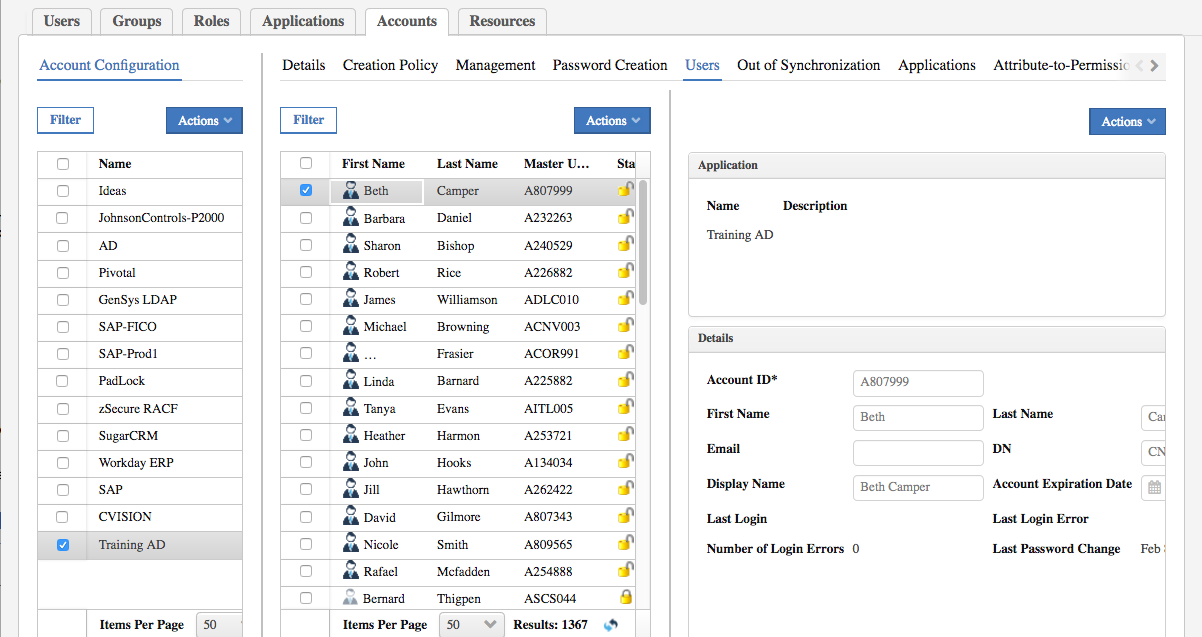 Users Groups Roles Applications Accounts Resources
Account Configuration
Details Creation Policy Management Password Creation Users Out of Synchronization Applications Attribute-to-Permissio
Filter Actions
Filter Actions
Actions
Name
Ideas
JohnsonControls-P2000
AD
Pivotal
GenSys LDAP
SAP-FICO
SAP-Prod1
PadLock
zSecure RACF
SugarCRM
Workday ERP
SAP
CVISION
Training AD
Items Per Page 50
First Name Last Name Master U... Sta
Beth Camper A807999
Barbara Daniel A232263
Sharon Bishop A240529
Robert Rice A226882
James Williamson ADLC010
Michael Browning ACNV003
... Frasier ACOR991
Linda Barnard A225882
Tanya Evans AITL005
Heather Harmon A253721
John Hooks A134034
Jill Hawthorn A262422
David Gilmore A807343
Nicole Smith A809565
Rafael Mcfadden A254888
Bernard Thigpen ASCS044
Items Per Page 50 Results: 1367
Application
Name Description
Training AD
Details
Account ID* A807999
First Name Beth Last Name Car
Email DN CN
Display Name Beth Camper Account Expiration Date
Last Login Last Login Error
Number of Login Errors 0 Last Password Change Feb